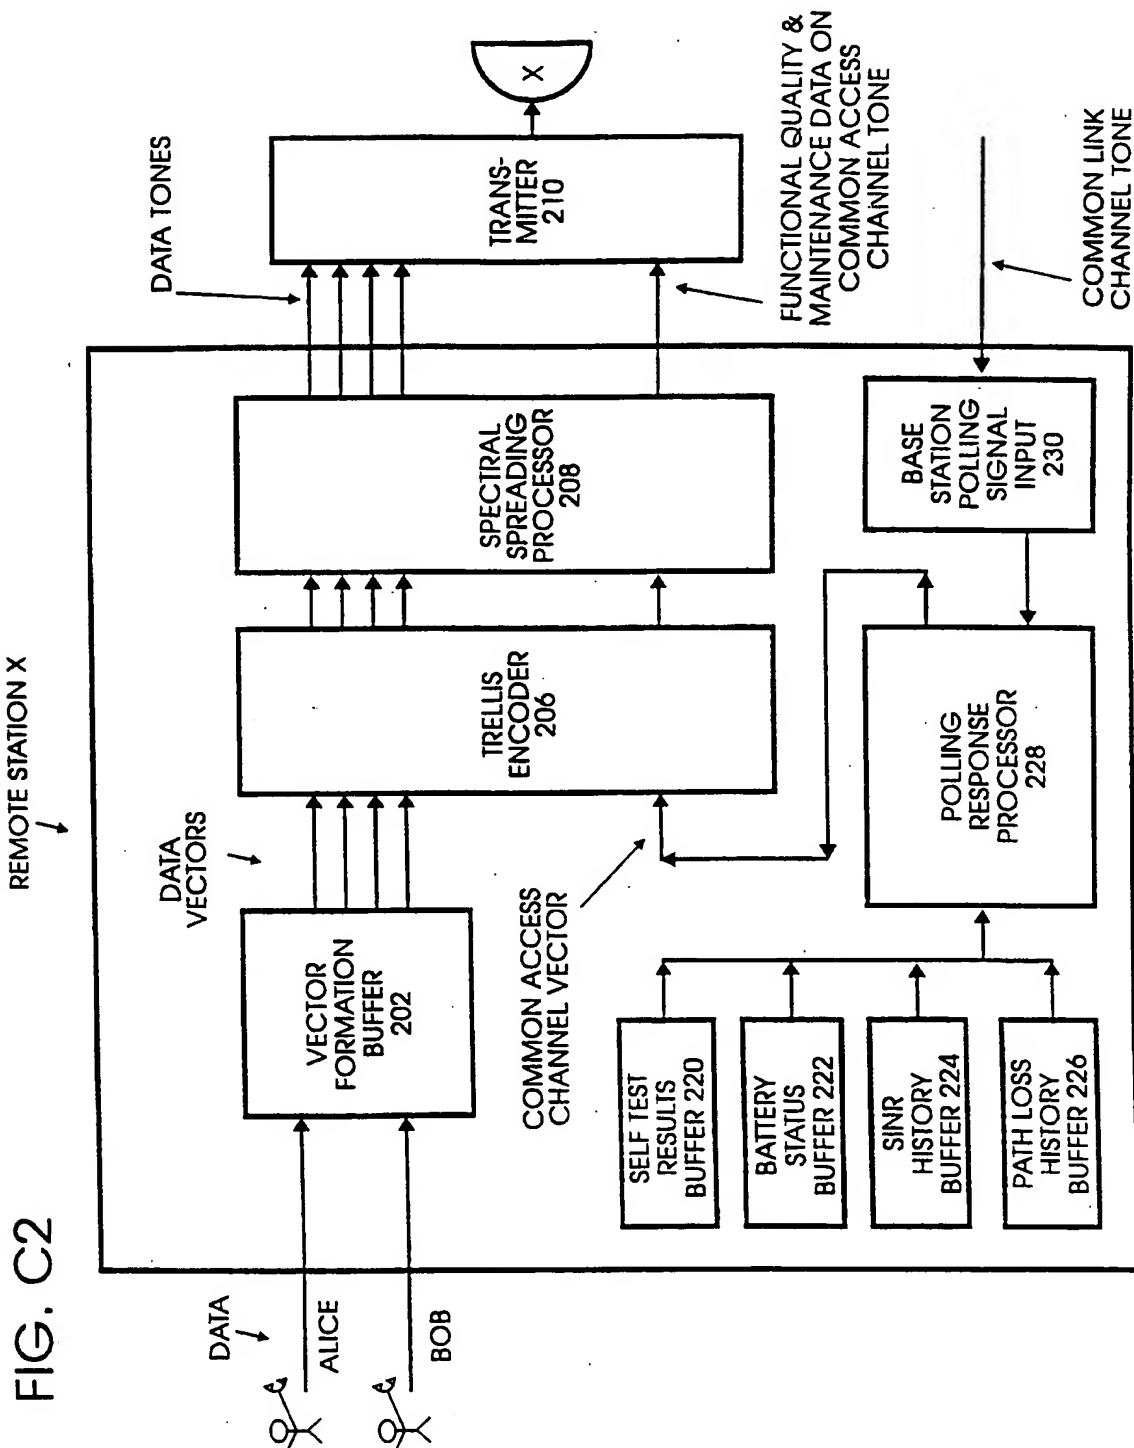 FIG. C2
REMOTE STATION X
DATA
ALICE
BOB
VECTOR
FORMATION
BUFFER
202
DATA
VECTORS
TRELLIS
ENCODER
206
SPECTRAL
SPREADING
PROCESSOR
208
DATA TONES
TRANS-
MITTER
210
X
FUNCTIONAL QUALITY &
MAINTENANCE DATA ON
COMMON ACCESS
CHANNEL TONE
COMMON ACCESS
CHANNEL VECTOR
SELF TEST
RESULTS
BUFFER 220
BATTERY
STATUS
BUFFER 222
SINR
HISTORY
BUFFER 224
PATH LOSS
HISTORY
BUFFER 226
POLLING
RESPONSE
PROCESSOR
228
BASE
STATION
POLLING
SIGNAL
INPUT
230
COMMON LINK
CHANNEL TONE